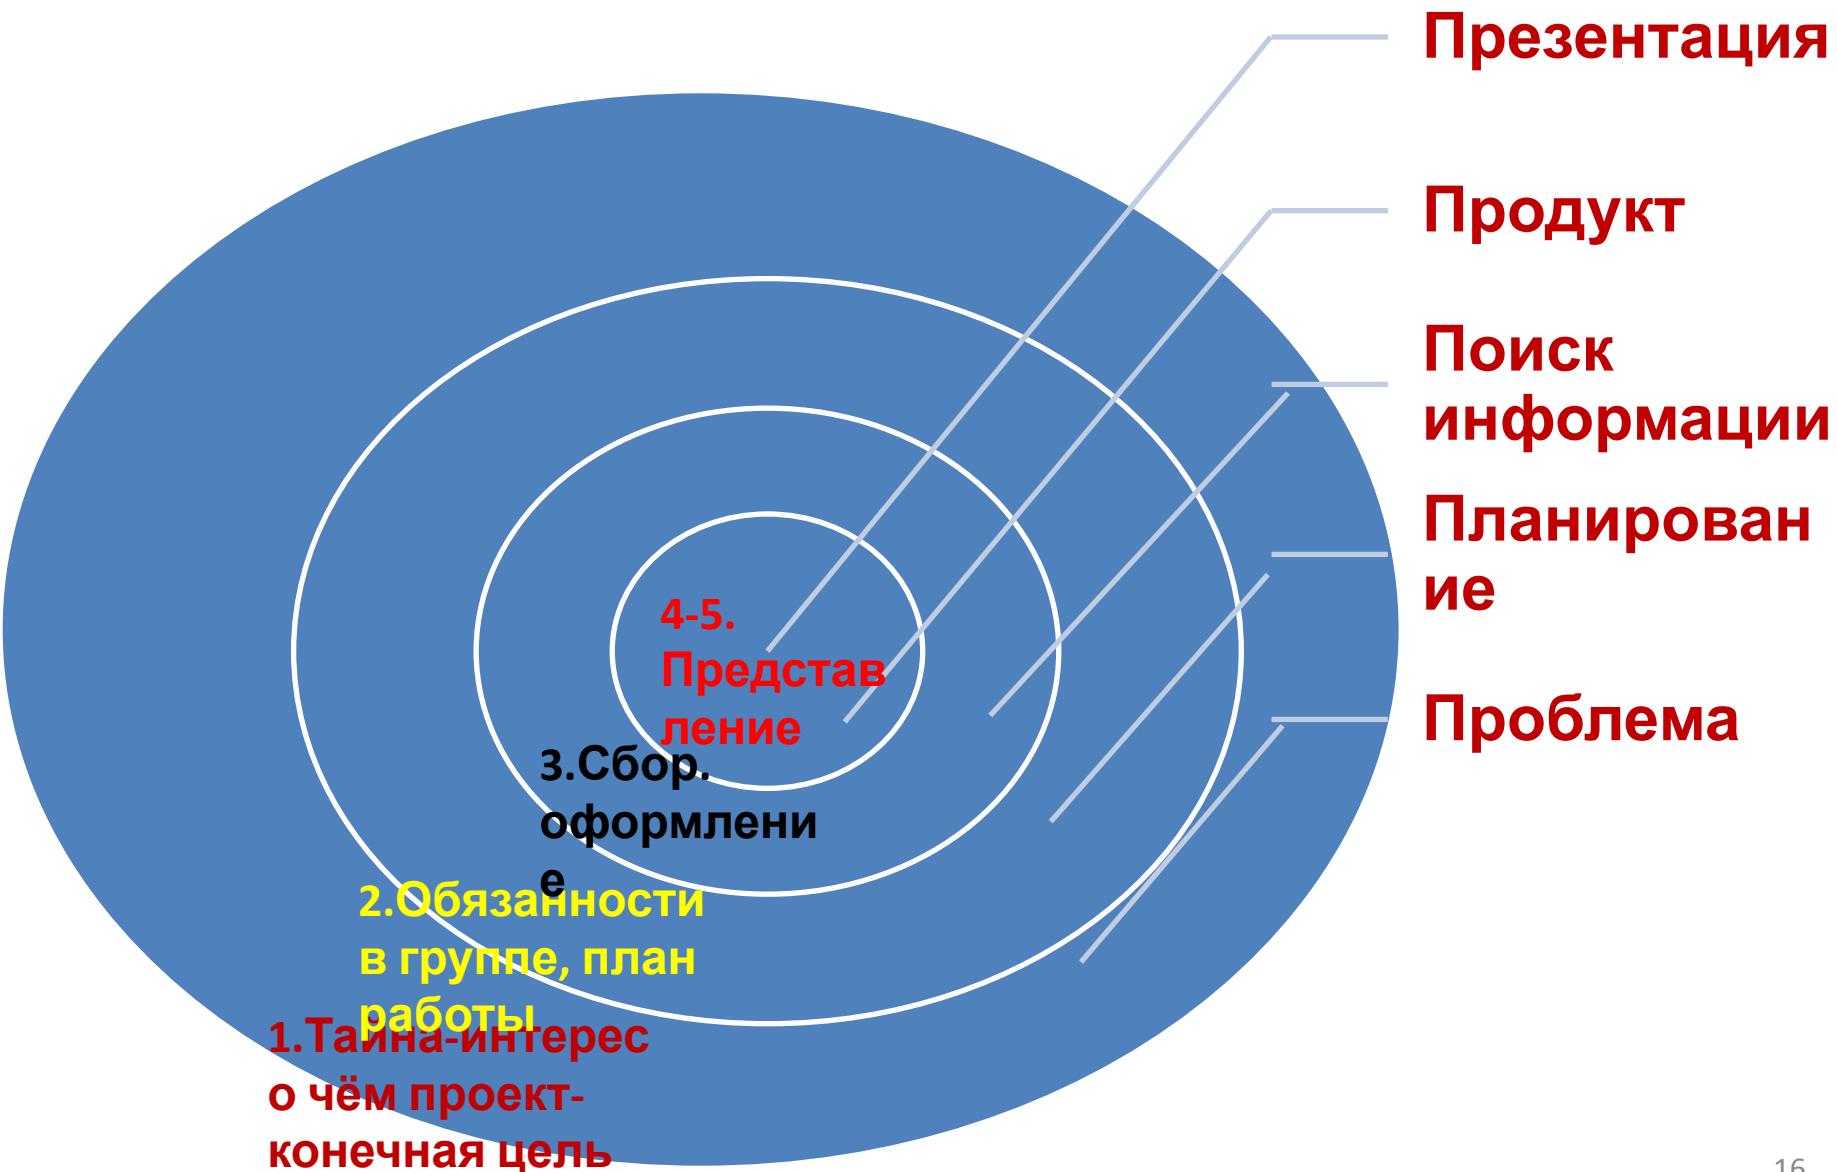 Презентация
Продукт
Поиск
информации
Планирован
ие
Проблема
4-5.
Представ
ление
3.Сбор.
оформлени
е
2.Обязанности
в группе, план
работы
1.Тайна-интерес
о чём проект-
конечная цель
16